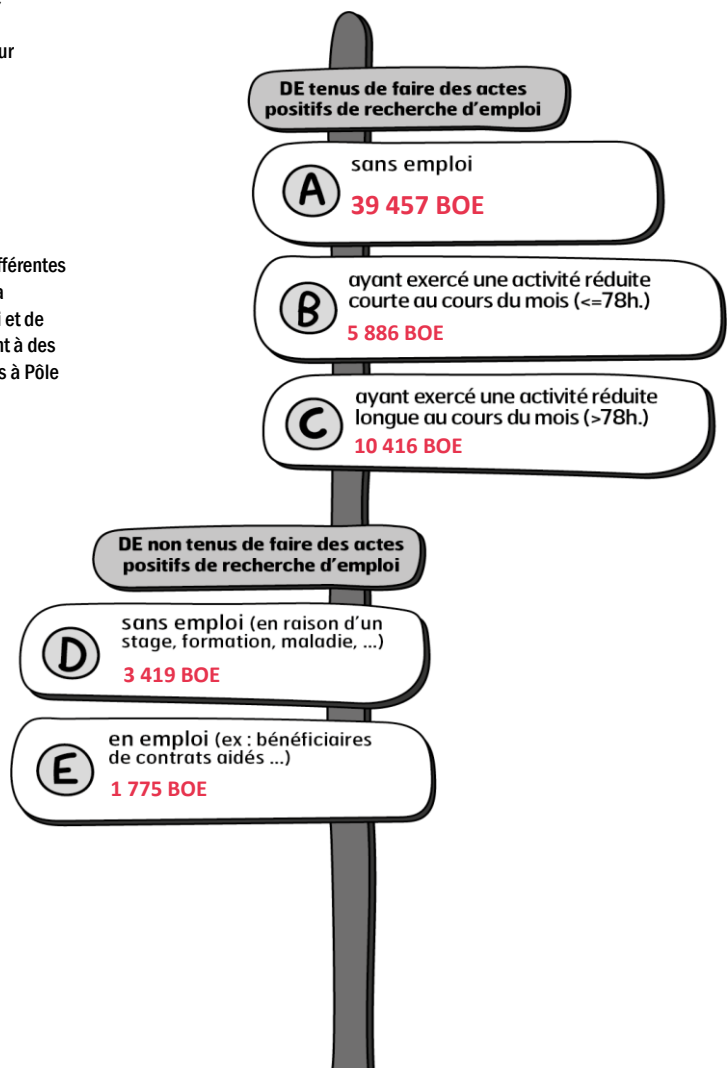 ur
fférentes
a
i et de
nt à des
s à Pôle
DE tenus de faire des actes
positifs de recherche d'emploi
A
sans emploi
39 457 BOE
B
ayant exercé une activité réduite
courte au cours du mois (<=78h.)
5 886 BOE
C
ayant exercé une activité réduite
longue au cours du mois (>78h.)
10 416 BOE
DE non tenus de faire des actes
positifs de recherche d'emploi
D
sans emploi (en raison d'un
stage, formation, maladie, ...)
3 419 BOE
E
en emploi (ex : bénéficiaires
de contrats aidés ...)
1 775 BOE